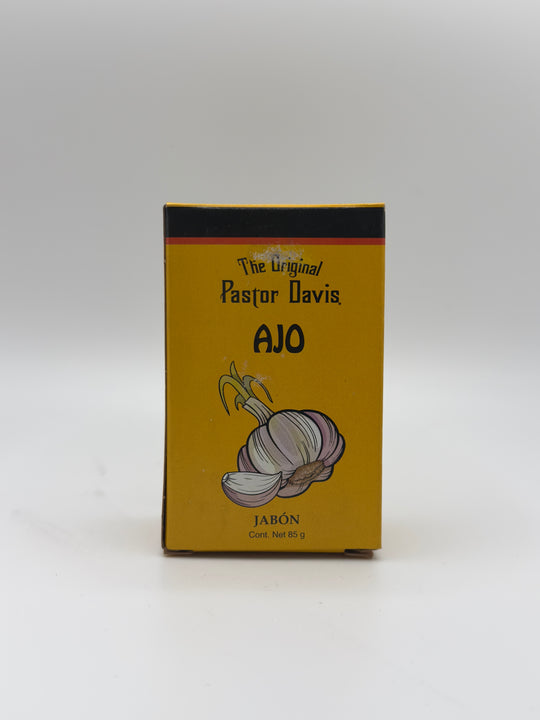 The Original
Pastor Davis
AJO
JABÓN
Cont. Net 85 g